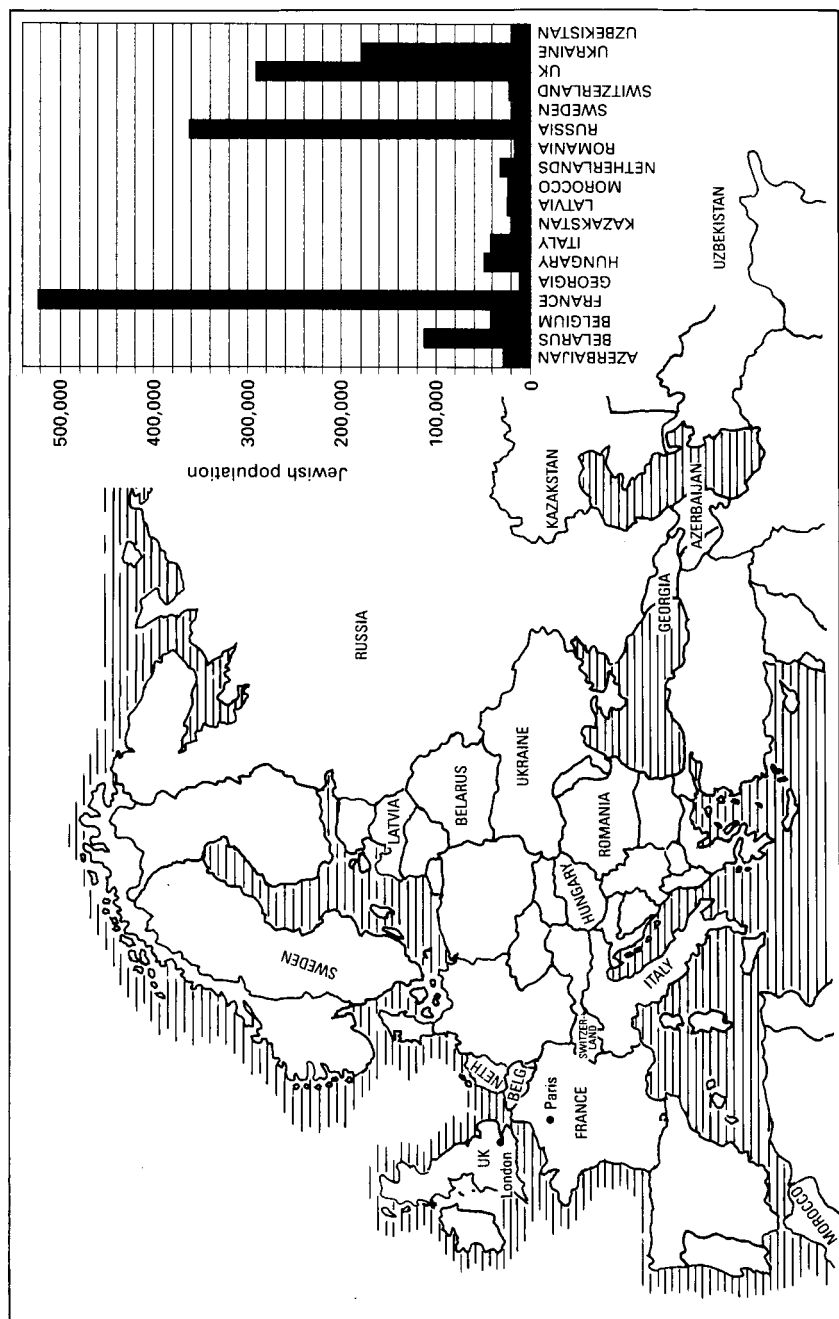 Jewish population
500,000
400,000
300,000
200,000
100,000
0
AZERBAIJAN
BELARUS
BELGIUM
FRANCE
GEORGIA
HUNGARY
ITALY
KAZAKSTAN
LATVIA
MOROCCO
NETHERLANDS
ROMANIA
RUSSIA
SWEDEN
SWITZERLAND
UK
UKRAINE
UZBEKISTAN
RUSSIA
SWEDEN
LATVIA
BELARUS
UKRAINE
KAZAKSTAN
UZBEKISTAN
UK
London
NETH
BELG
Paris
FRANCE
SWITZER-
LAND
HUNGARY
ROMANIA
GEORGIA
AZERBAIJAN
ITALY
MOROCCO